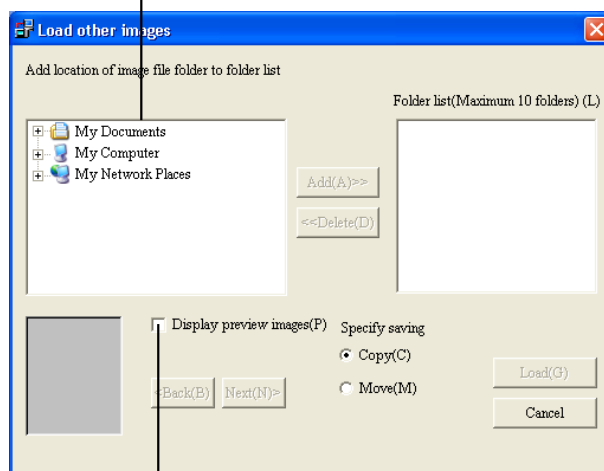 Load other images
Add location of image file folder to folder list
Folder list(Maximum 10 folders) (L)
My Documents
My Computer
My Network Places
Add(A)>>
<<Delete(D)
Display preview images(P)
Specify saving
Copy(C)
Move(M)
<Back(B)
Next(N)>
Load(G)
Cancel